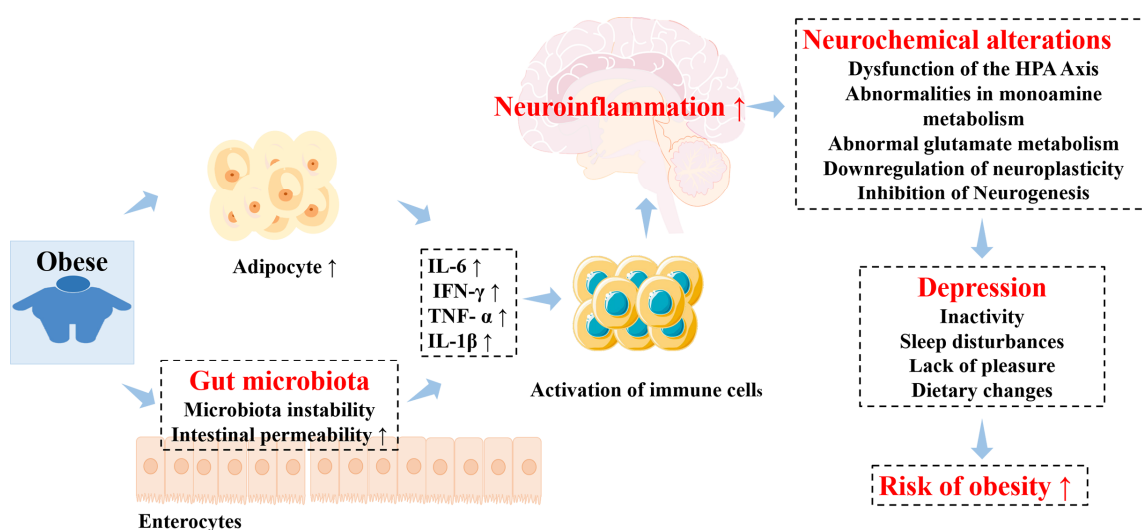 Obese
Adipocyte ↑
Gut microbiota
Microbiota instability
Intestinal permeability ↑
Enterocytes
IL-6 ↑
IFN-γ ↑
TNF- α ↑
IL-1β ↑
Activation of immune cells
Neuroinflammation ↑
Neurochemical alterations
Dysfunction of the HPA Axis
Abnormalities in monoamine
metabolism
Abnormal glutamate metabolism
Downregulation of neuroplasticity
Inhibition of Neurogenesis
Depression
Inactivity
Sleep disturbances
Lack of pleasure
Dietary changes
Risk of obesity ↑